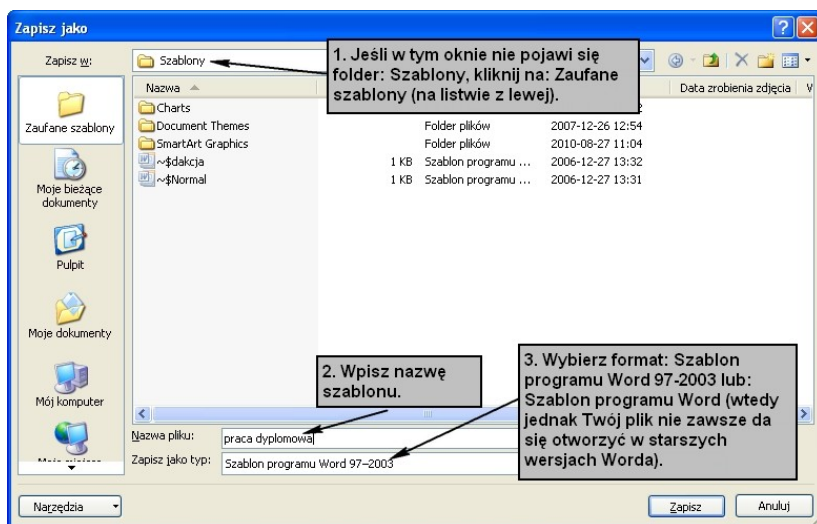 Zapisz jako
Zapisz w:
Szablony
1. Jeśli w tym oknie nie pojawi się
folder: Szablony, kliknij na: Zaufane
szablony (na listwie z lewej).
Nazwa
Data zrobienia zdjęcia
Charts
Document Themes Folder plików 2007-12-26 12:54
SmartArt Graphics Folder plików 2010-08-27 11:04
~$dakcja 1 KB Szablon programu ... 2006-12-27 13:32
~$Normal 1 KB Szablon programu ... 2006-12-27 13:31
Zaufane szablony
Moje bieżące
dokumenty
Pulpit
Moje dokumenty
Mój komputer
2. Wpisz nazwę
szablonu.
3. Wybierz format: Szablon
programu Word 97-2003 lub:
Szablon programu Word (wtedy
jednak Twój plik nie zawsze da
się otworzyć w starszych
wersjach Worda).
Nazwa pliku: praca dyplomowa
Zapisz jako typ: Szablon programu Word 97–2003
Narzędzia
Zapisz
Anuluj